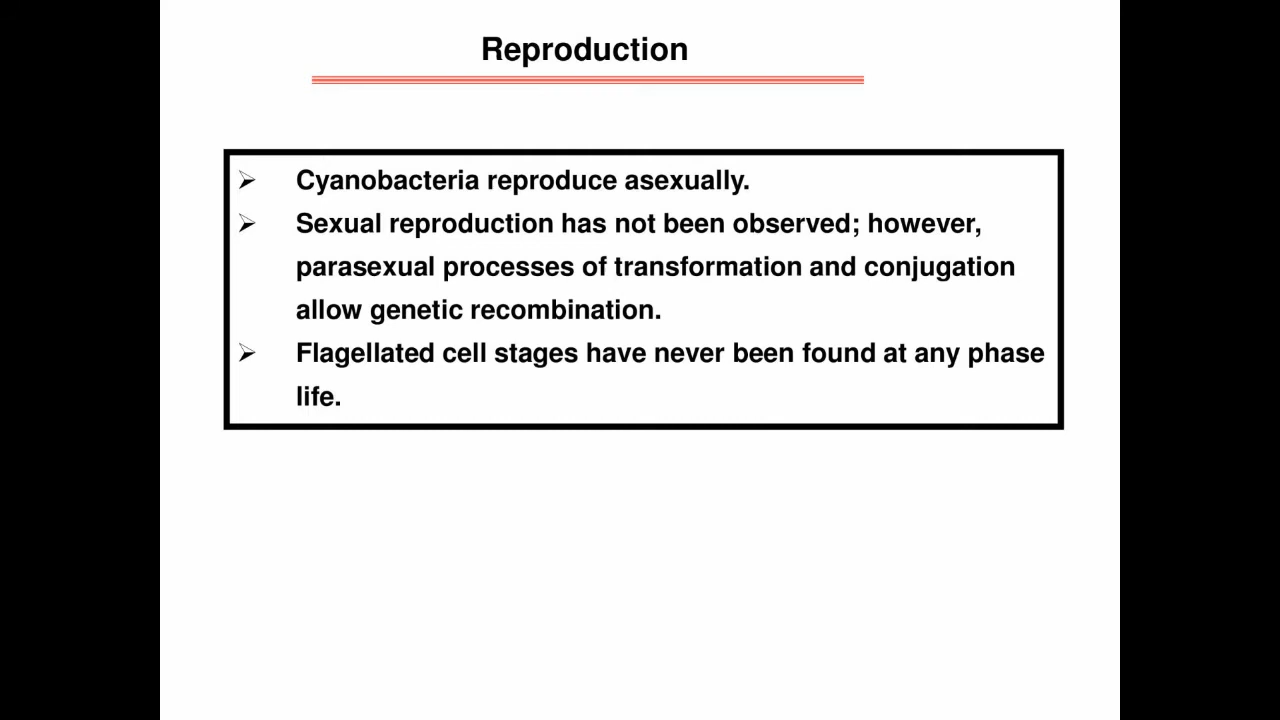 Reproduction
➢ Cyanobacteria reproduce asexually.
➢ Sexual reproduction has not been observed; however,
parasexual processes of transformation and conjugation
allow genetic recombination.
➢ Flagellated cell stages have never been found at any phase
life.